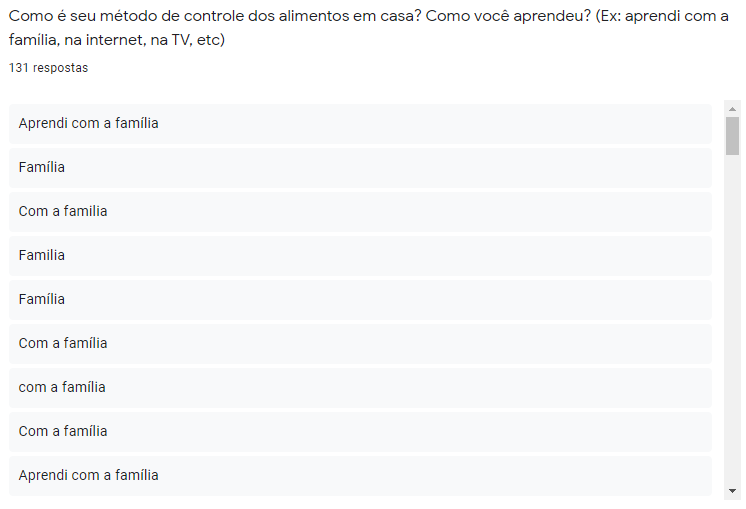 Como é seu método de controle dos alimentos em casa? Como você aprendeu? (Ex: aprendi com a
família, na internet, na TV, etc)
131 respostas
Aprendi com a família
Família
Com a familia
Familia
Família
Com a família
com a família
Com a família
Aprendi com a família